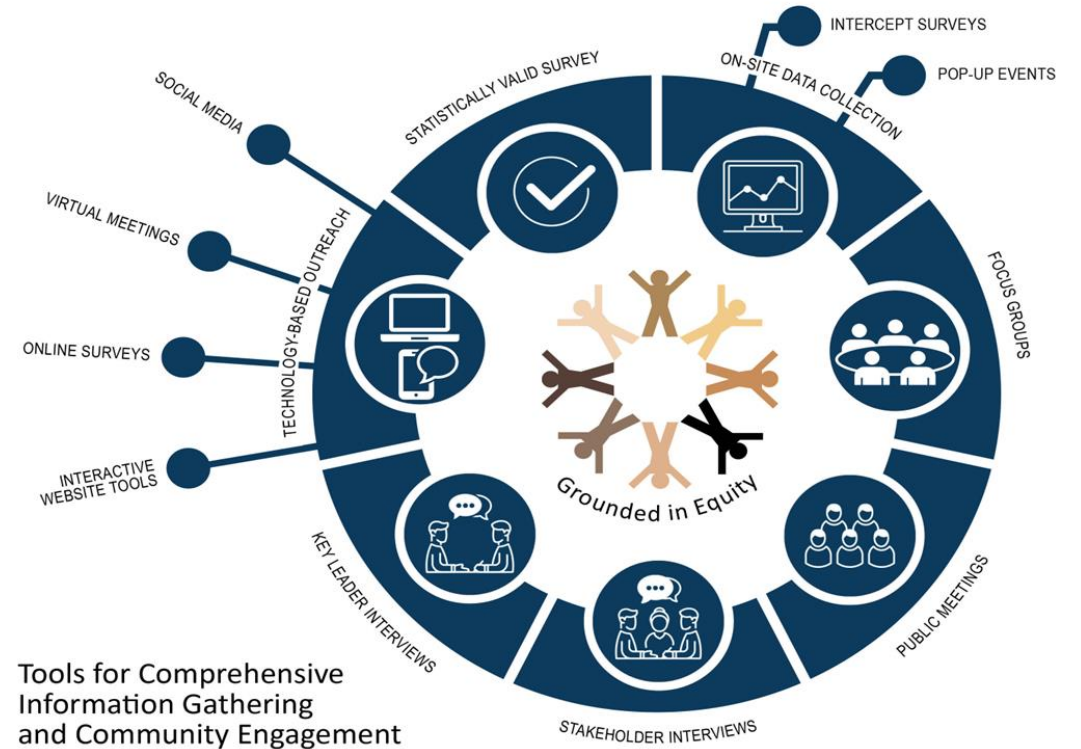 INTERCEPT SURVEYS
ON-SITE DATA COLLECTION
POP-UP EVENTS
STATISTICALLY VALID SURVEY
SOCIAL MEDIA
VIRTUAL MEETINGS
TECHNOLOGY-BASED OUTREACH
ONLINE SURVEYS
INTERACTIVE
WEBSITE TOOLS
FOCUS GROUPS
Grounded in Equity
KEY LEADER INTERVIEWS
PUBLIC MEETINGS
STAKEHOLDER INTERVIEWS
Tools for Comprehensive
Information Gathering
and Community Engagement